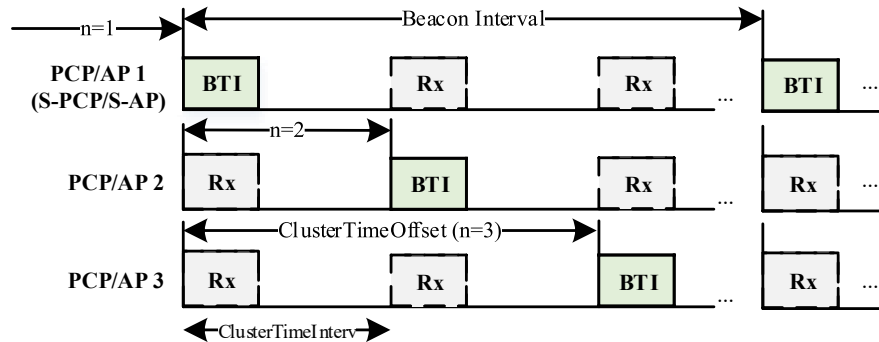 Beacon Interval
n=1
PCP/AP 1
(S-PCP/S-AP)
BTI Rx Rx ... BTI ...
n=2
PCP/AP 2
Rx BTI Rx ... Rx ...
ClusterTimeOffset (n=3)
PCP/AP 3
Rx Rx BTI ... Rx ...
ClusterTimeInterv